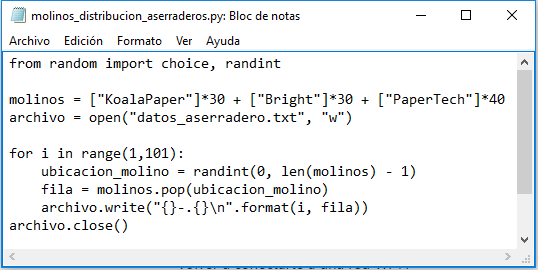 molinos_distribucion_aserraderos.py: Bloc de notas
Archivo Edición Formato Ver Ayuda
from random import choice, randint
molinos = ["KoalaPaper"]*30 + ["Bright"]*30 + ["PaperTech"]*40
archivo = open("datos_aserradero.txt", "w")
for i in range(1,101):
    ubicacion_molino = randint(0, len(molinos) - 1)
    fila = molinos.pop(ubicacion_molino)
    archivo.write("{}-.{}\n".format(i, fila))
archivo.close()